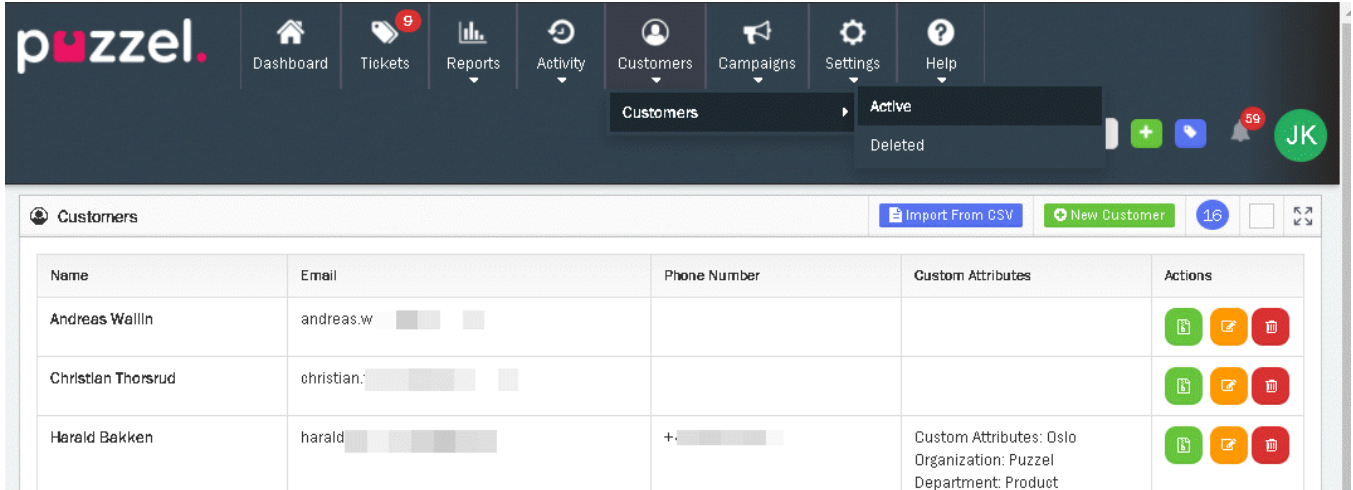 puzzel.
Dashboard
Tickets
9
Reports
Activity
Customers
Campaigns
Settings
Help
Customers
Active
Deleted
59
JK
Customers
Import From CSV
New Customer
16
Name Email Phone Number Custom Attributes Actions
Andreas Wallin andreas.w
Christian Thorsrud christian.
Harald Bakken harald + Custom Attributes: Oslo
Organization: Puzzel
Department: Product